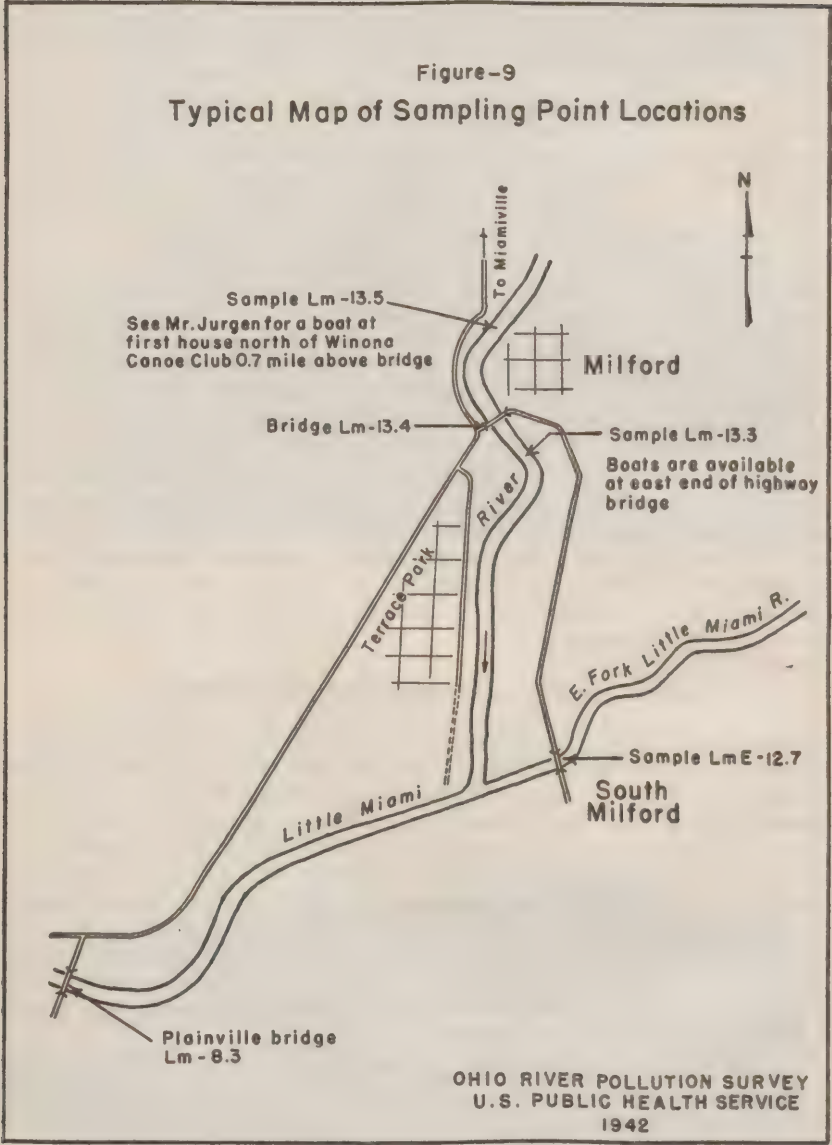 Figure-9
Typical Map of Sampling Point Locations
N
To Miamiville
Sample Lm-13.5
See Mr. Jurgen for a boat at
first house north of Winona
Canoe Club 0.7 mile above bridge
Milford
Bridge Lm-13.4
Sample Lm-13.3
Boats are available
at east end of highway
bridge
River
Terrace Park
E. Fork Little Miami R.
Sample LmE-12.7
South
Milford
Little Miami
Plainville bridge
Lm-8.3
OHIO RIVER POLLUTION SURVEY
U.S. PUBLIC HEALTH SERVICE
1942